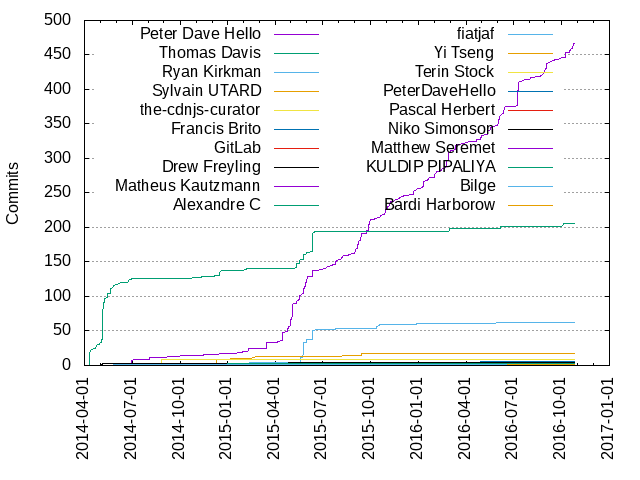 500
450
400
350
300
250
200
150
100
50
0
Commits
Peter Dave Hello
Thomas Davis
Ryan Kirkman
Sylvain UTARD
the-cdnjs-curator
Francis Brito
GitLab
Drew Freyling
Matheus Kautzmann
Alexandre C
fiatjaf
Yi Tseng
Terin Stock
PeterDaveHello
Pascal Herbert
Niko Simonson
Matthew Seremet
KULDIP PIPALIYA
Bilge
Bardi Harborow
2014-04-01
2014-07-01
2014-10-01
2015-01-01
2015-04-01
2015-07-01
2015-10-01
2016-01-01
2016-04-01
2016-07-01
2016-10-01
2017-01-01